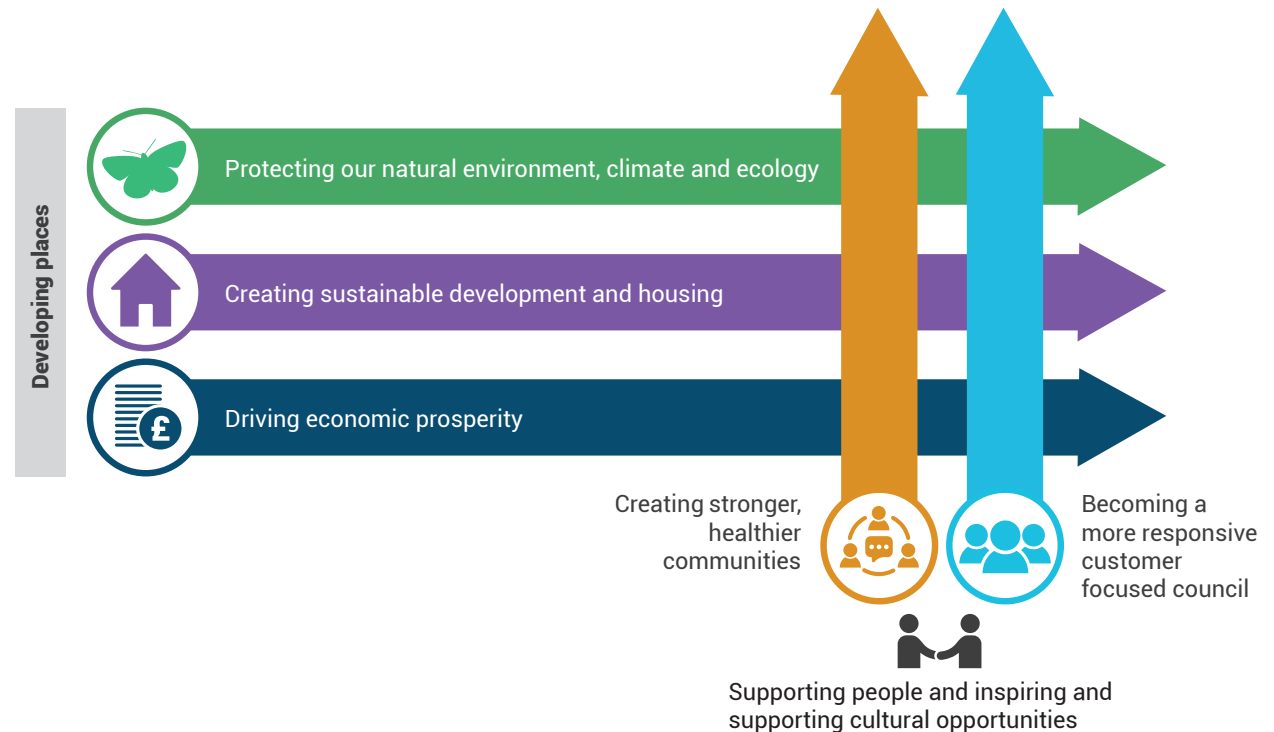 Developing places
Protecting our natural environment, climate and ecology
Creating sustainable development and housing
£
Driving economic prosperity
Creating stronger,
healthier
communities
Becoming a
more responsive
customer
focused council
Supporting people and inspiring and
supporting cultural opportunities